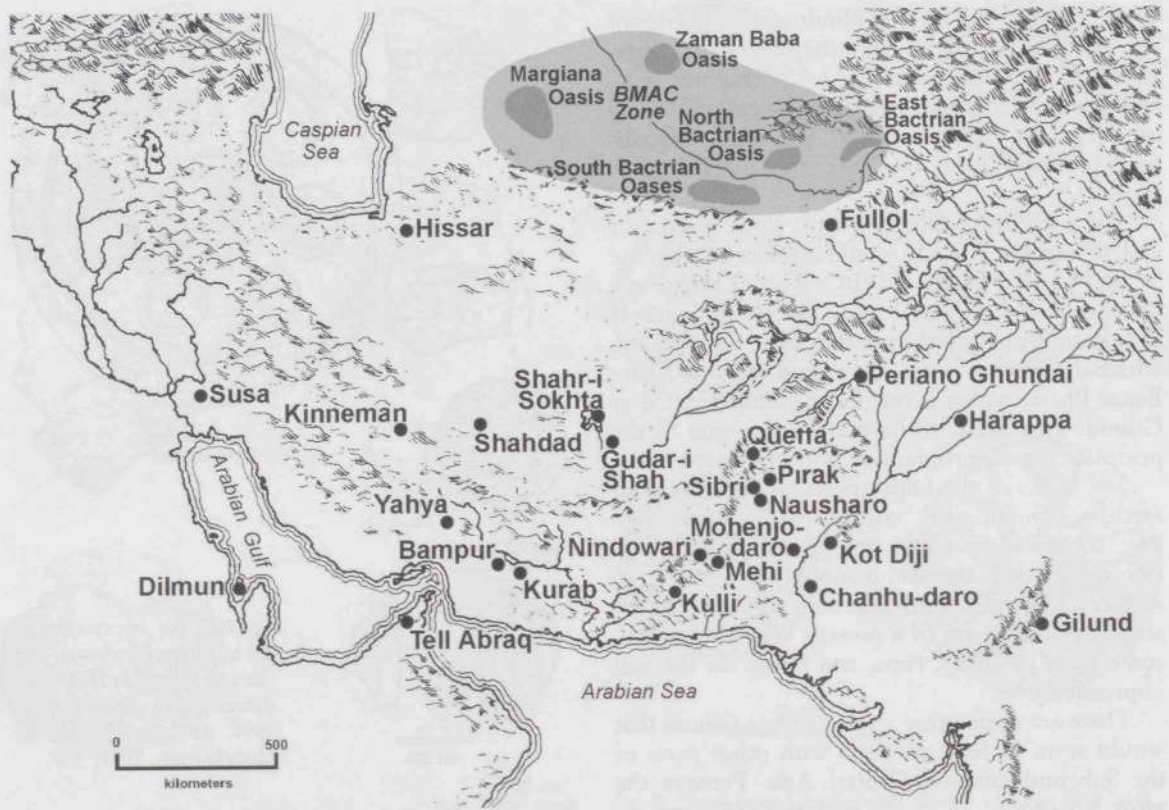 Zaman Baba
Oasis
Margiana
Oasis
BMAC
Zone
North
Bactrian
Oasis
East
Bactrian
Oasis
South Bactrian
Oases
Caspian
Sea
Hissar
Fullol
Susa
Kinneman
Shahdad
Shahr-i
Sokhta
Gudar-i
Shah
Periano Ghundai
Harappa
Quetta
Pirak
Sibri
Nausharo
Yahya
Bampur
Kurab
Nindowari
Mohenjo-
daro
Mehi
Kot Diji
Kulli
Chanhu-daro
Gilund
Arabian Gulf
Dilmun
Tell Abraq
Arabian Sea
0
500
kilometers